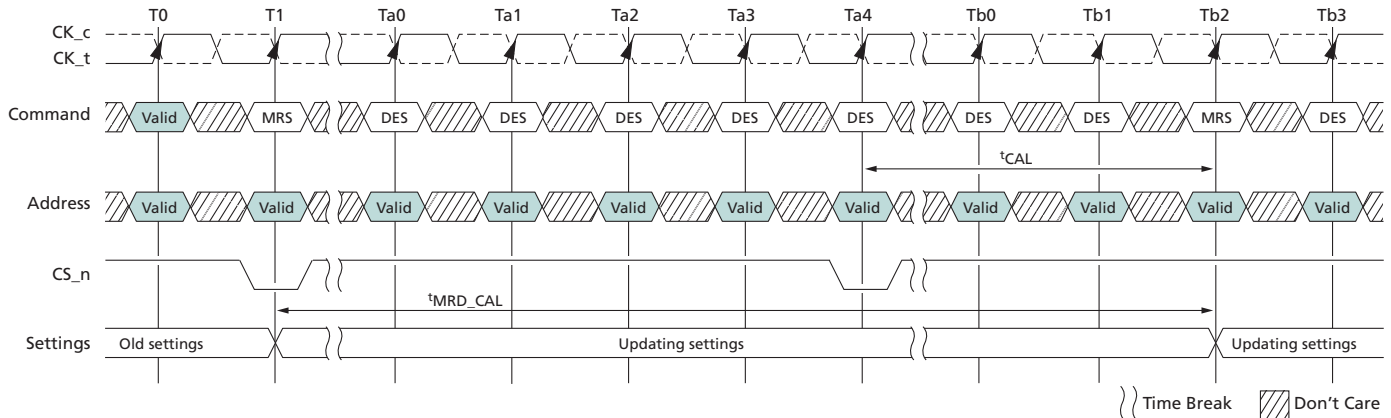 T0 T1 Ta0 Ta1 Ta2 Ta3 Ta4 Tb0 Tb1 Tb2 Tb3
CK_c
CK_t
Command Valid MRS DES DES DES DES DES DES DES MRS DES
tCAL
Address Valid Valid Valid Valid Valid Valid Valid Valid Valid Valid Valid
CS_n
tMRD_CAL
Settings Old settings Updating settings Updating settings
Time Break Don't Care